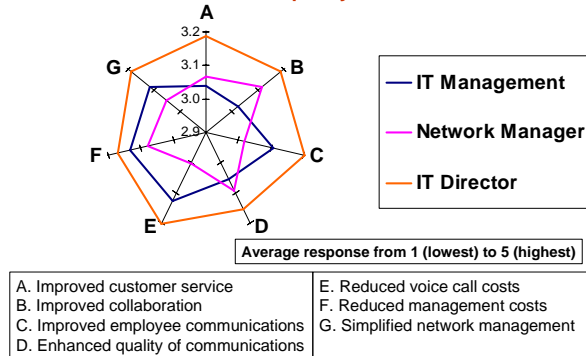 A
3.2
3.1
3.0
2.9
B
C
D
E
F
G
IT Management
Network Manager
IT Director
Average response from 1 (lowest) to 5 (highest)
A. Improved customer service
B. Improved collaboration
C. Improved employee communications
D. Enhanced quality of communications
E. Reduced voice call costs
F. Reduced management costs
G. Simplified network management